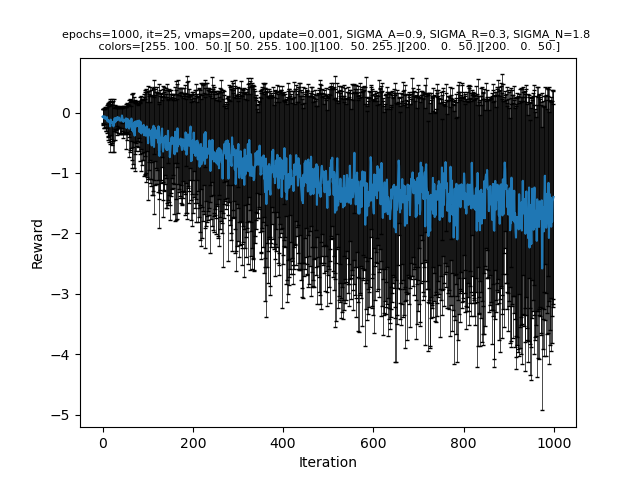 epochs=1000, it=25, vmaps=200, update=0.001, SIGMA_A=0.9, SIGMA_R=0.3, SIGMA_N=1.8
colors=[255. 100.  50.][ 50. 255. 100.][100.  50. 255.][200.   0.  50.][200.   0.  50.]
0
−1
−2
−3
−4
−5
Reward
0 200 400 600 800 1000
Iteration